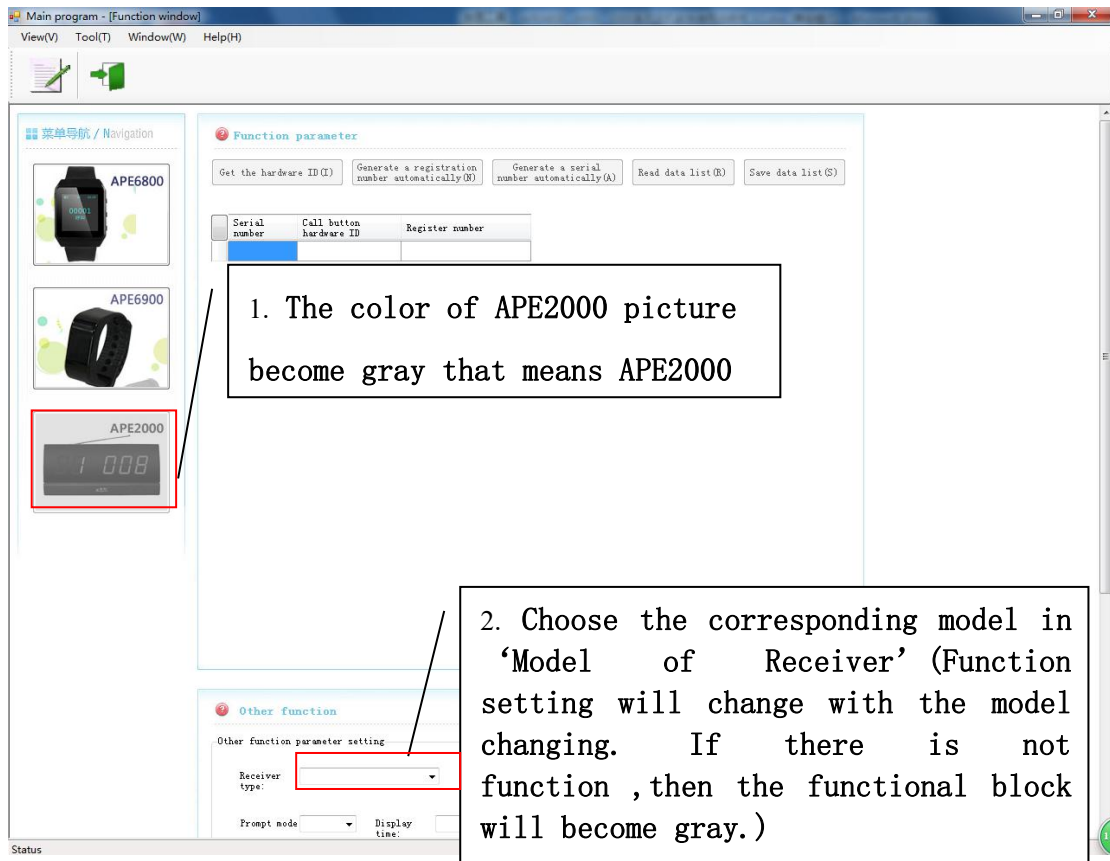 Main program - [Function window]
View(V) Tool(T) Window(W) Help(H)
菜单导航 / Navigation
APE6800
00001
APE6900
APE2000
1 008
Function parameter
Get the hardware ID(I)
Generate a registration
number automatically(N)
Generate a serial
number automatically(A)
Read data list(R)
Save data list(S)
Serial
number
Call button
hardware ID
Register number
1. The color of APE2000 picture
become gray that means APE2000
2. Choose the corresponding model in
‘Model of Receiver’(Function
setting will change with the model
changing. If there is not
function ,then the functional block
will become gray.)
Other function
Other function parameter setting
Receiver
type:
Prompt mode
Display
time:
Status